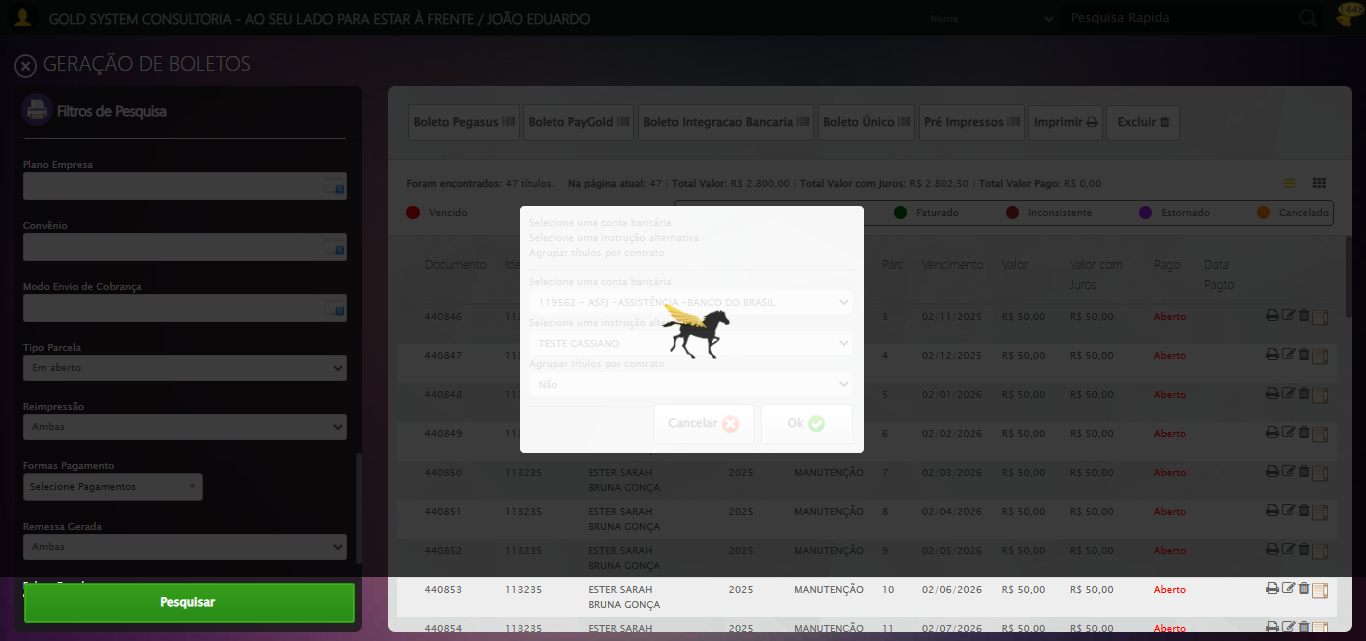 GOLD SYSTEM CONSULTORIA - AO SEU LADO PARA ESTAR À FRENTE / JOÃO EDUARDO
Nome
Pesquisa Rapida
GERAÇÃO DE BOLETOS
Filtros de Pesquisa
Plano Empresa
Convênio
Modo Envio de Cobrança
Tipo Parcela
Em aberto
Reimpressão
Ambas
Formas Pagamento
Selecione Pagamentos
Remessa Gerada
Ambas
Pesquisar
Boleto Pegasus Boleto PayGold Boleto Integracao Bancaria Boleto Único Pré Impressos Imprimir Excluir
Foram encontrados: 47 títulos. Na página atual: 47 | Total Valor: R$ 2.800,00 | Total Valor com Juros: R$ 2.802,50 | Total Valor Pago: R$ 0,00
Vencido Faturado Inconsistente Estornado Cancelado
Selecione uma conta bancária
Selecione uma instrução alternativa
Agrupar títulos por contrato
Selecione uma conta bancária
119562 - ASFJ -ASSISTÊNCIA -BANCO DO BRASIL
Selecione uma instrução
TESTE CASSIANO
Agrupar títulos por contrato
Não
Cancelar Ok
Documento Parc Vencimento Valor Valor com Juros Pago Data Pagto
440846 3 02/11/2025 R$ 50,00 R$ 50,00 Aberto
440847 4 02/12/2025 R$ 50,00 R$ 50,00 Aberto
440848 5 02/01/2026 R$ 50,00 R$ 50,00 Aberto
440849 6 02/02/2026 R$ 50,00 R$ 50,00 Aberto
440850 113235 ESTER SARAH 2025 MANUTENÇÃO 7 02/03/2026 R$ 50,00 R$ 50,00 Aberto
BRUNA GONÇA
440851 113235 ESTER SARAH 2025 MANUTENÇÃO 8 02/04/2026 R$ 50,00 R$ 50,00 Aberto
BRUNA GONÇA
440852 113235 ESTER SARAH 2025 MANUTENÇÃO 9 02/05/2026 R$ 50,00 R$ 50,00 Aberto
BRUNA GONÇA
440853 113235 ESTER SARAH 2025 MANUTENÇÃO 10 02/06/2026 R$ 50,00 R$ 50,00 Aberto
BRUNA GONÇA
440854 113235 ESTER SARAH 2025 MANUTENÇÃO 11 02/07/2026 R$ 50,00 R$ 50,00 Aberto